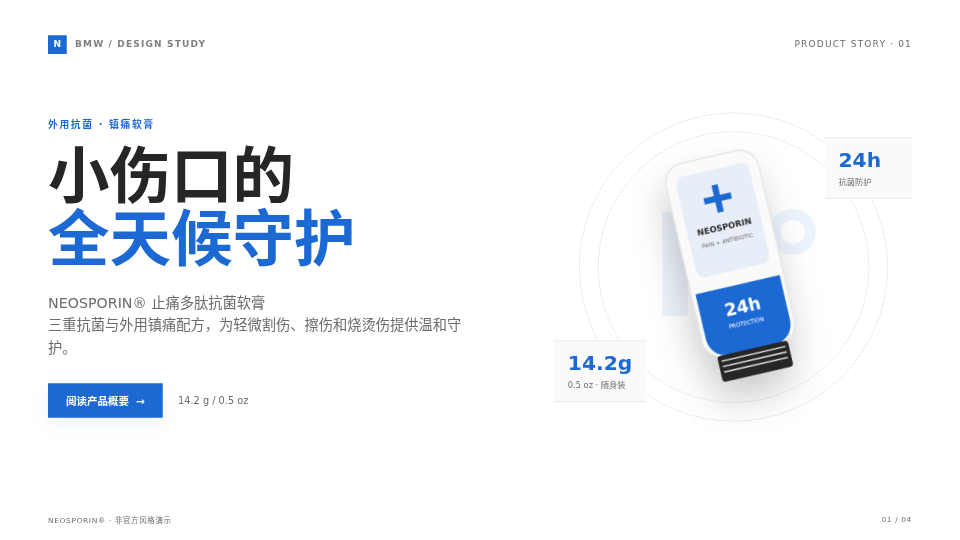 N BMW / DESIGN STUDY
PRODUCT STORY · 01
外用抗菌 · 镇痛软膏
小伤口的
全天候守护
NEOSPORIN® 止痛多肽抗菌软膏
三重抗菌与外用镇痛配方，为轻微割伤、擦伤和烧烫伤提供温和守
护。
阅读产品概要 →
14.2 g / 0.5 oz
24h
抗菌防护
NEOSPORIN
PAIN + ANTIBIOTIC
24h
PROTECTION
14.2g
0.5 oz · 随身装
NEOSPORIN® · 非官方风格演示
01 / 04